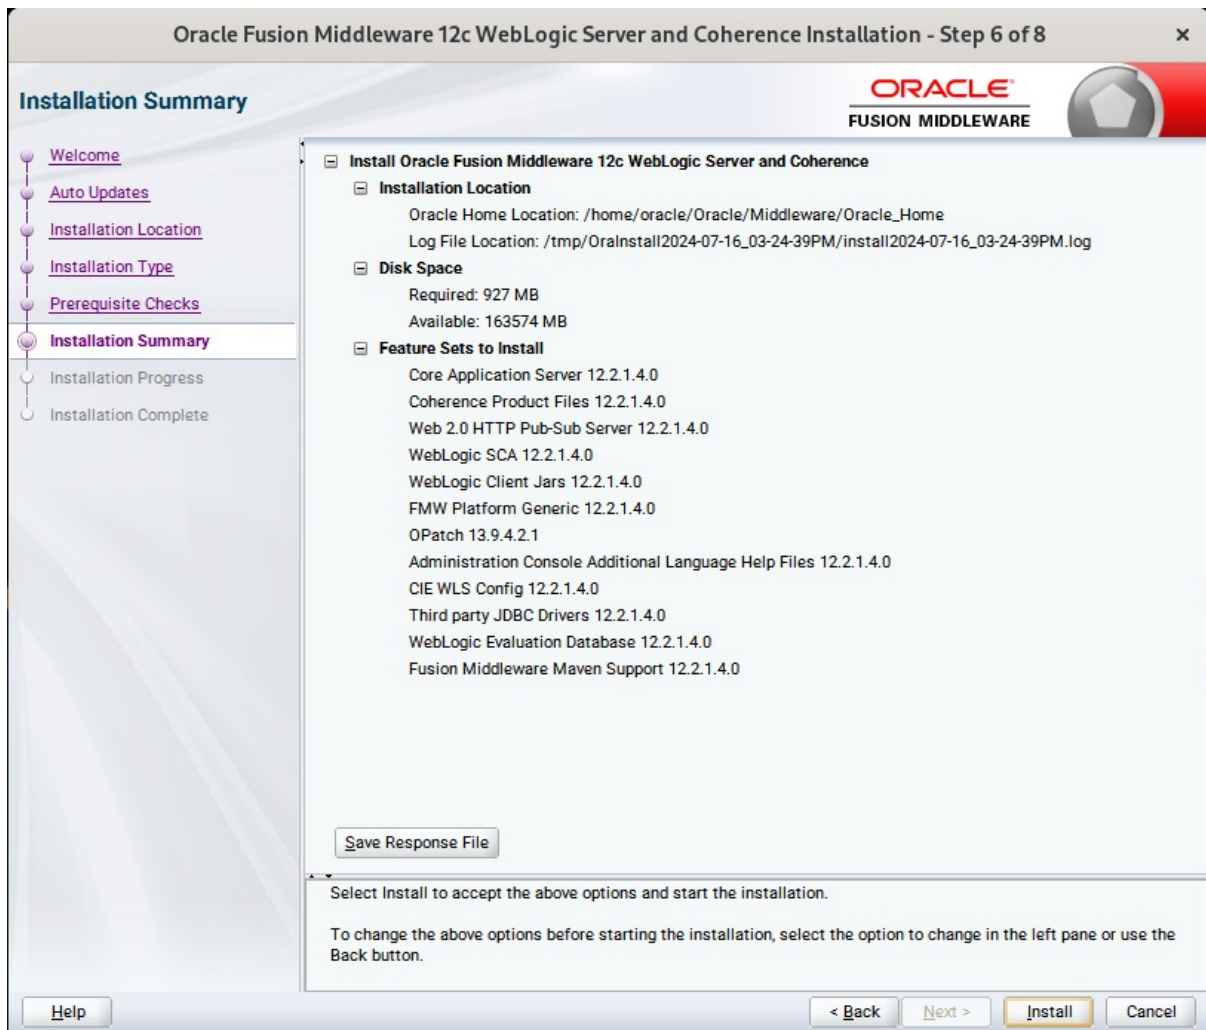 Oracle Fusion Middleware 12c WebLogic Server and Coherence Installation - Step 6 of 8
Installation Summary
ORACLE
FUSION MIDDLEWARE
Welcome
Auto Updates
Installation Location
Installation Type
Prerequisite Checks
Installation Summary
Installation Progress
Installation Complete
Install Oracle Fusion Middleware 12c WebLogic Server and Coherence
Installation Location
Oracle Home Location: /home/oracle/Oracle/Middleware/Oracle_Home
Log File Location: /tmp/OraInstall2024-07-16_03-24-39PM/install2024-07-16_03-24-39PM.log
Disk Space
Required: 927 MB
Available: 163574 MB
Feature Sets to Install
Core Application Server 12.2.1.4.0
Coherence Product Files 12.2.1.4.0
Web 2.0 HTTP Pub-Sub Server 12.2.1.4.0
WebLogic SCA 12.2.1.4.0
WebLogic Client Jars 12.2.1.4.0
FMW Platform Generic 12.2.1.4.0
OPatch 13.9.4.2.1
Administration Console Additional Language Help Files 12.2.1.4.0
CIE WLS Config 12.2.1.4.0
Third party JDBC Drivers 12.2.1.4.0
WebLogic Evaluation Database 12.2.1.4.0
Fusion Middleware Maven Support 12.2.1.4.0
Save Response File
Select Install to accept the above options and start the installation.
To change the above options before starting the installation, select the option to change in the left pane or use the
Back button.
Help
< Back
Next >
Install
Cancel